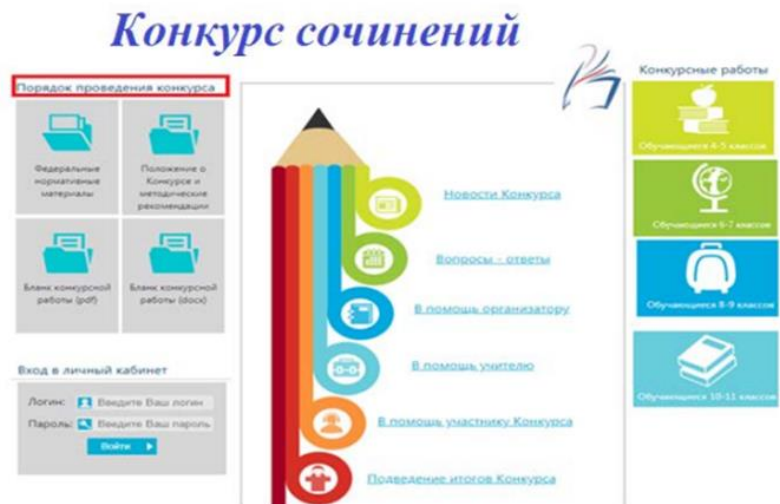 Конкурс сочинений
Порядок проведения конкурса
Федеральные
нормативные
материалы
Положение о
Конкурсе и
методические
рекомендации
Бланк конкурсной
работы (pdf)
Бланк конкурсной
работы (docx)
Вход в личный кабинет
Логин: Введите Ваш логин
Пароль: Введите Ваш пароль
Войти
Новости Конкурса
Вопросы - ответы
В помощь организатору
В помощь учителю
В помощь участнику Конкурса
Подведение итогов Конкурса
Конкурсные работы
Обучающиеся 4-5 классов
Обучающиеся 6-7 классов
Обучающиеся 8-9 классов
Обучающиеся 10-11 классов